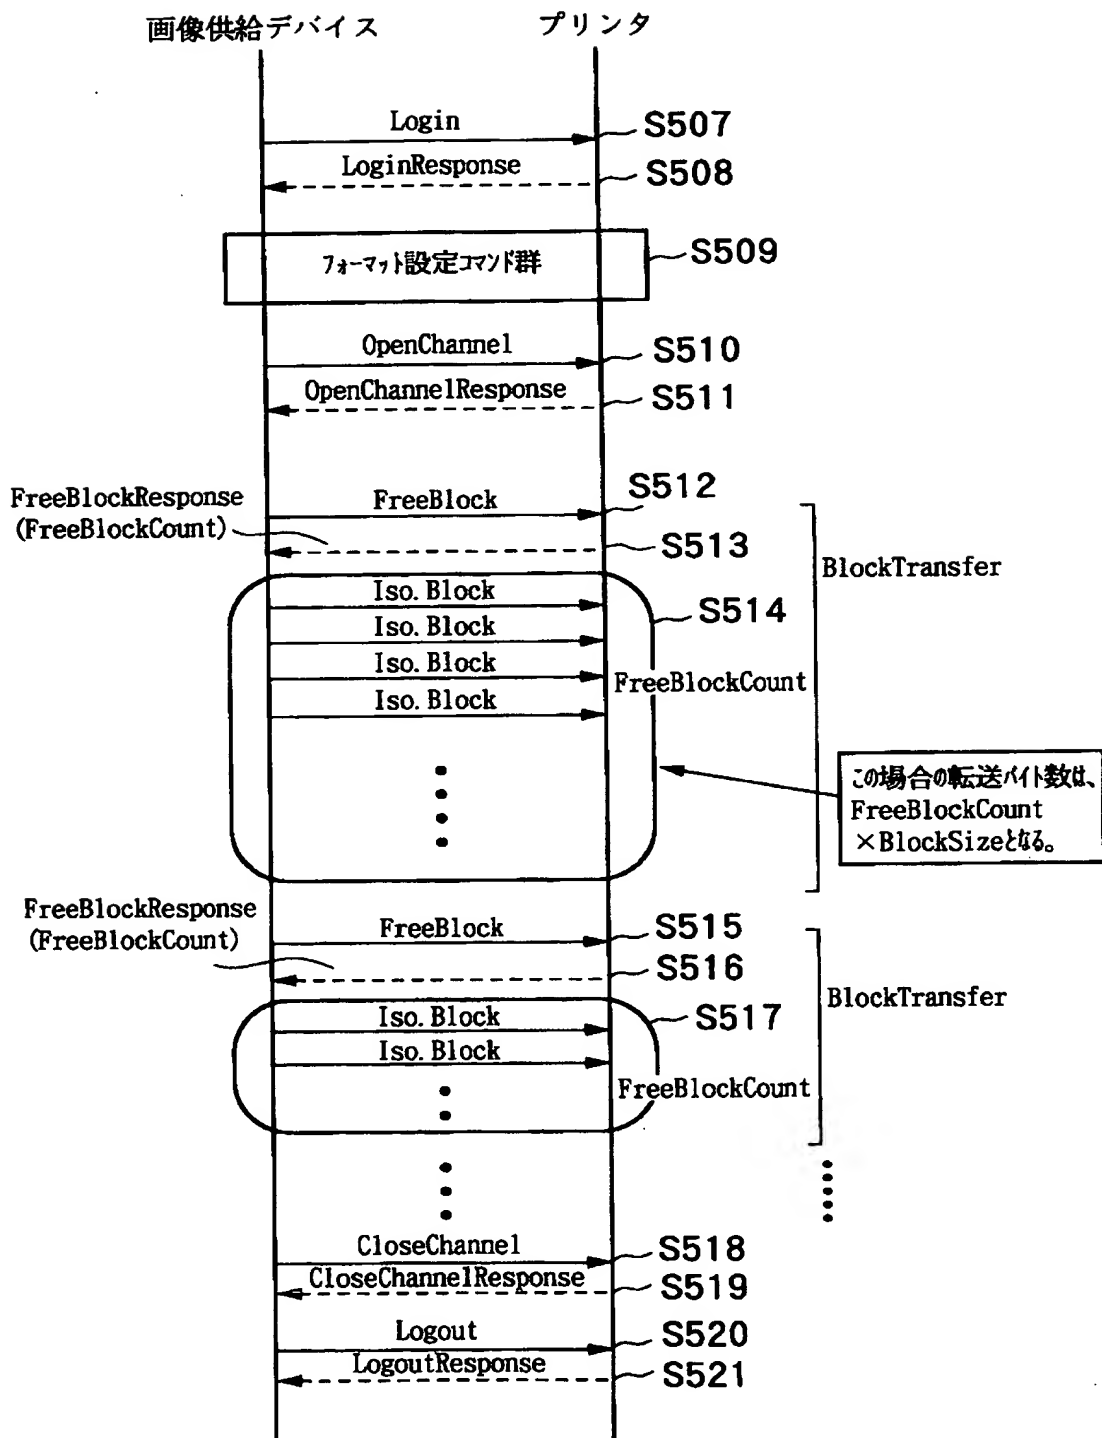 画像供給デバイス
プリンタ
Login
S507
LoginResponse
S508
フォーマット設定コマンド群
S509
OpenChannel
S510
OpenChannelResponse
S511
FreeBlockResponse
(FreeBlockCount)
FreeBlock
S512
S513
BlockTransfer
Iso.Block
Iso.Block
Iso.Block
Iso.Block
S514
FreeBlockCount
この場合の転送バイト数は、
FreeBlockCount
×BlockSizeとなる。
FreeBlockResponse
(FreeBlockCount)
FreeBlock
S515
S516
BlockTransfer
Iso.Block
Iso.Block
S517
FreeBlockCount
CloseChannel
S518
CloseChannelResponse
S519
Logout
S520
LogoutResponse
S521